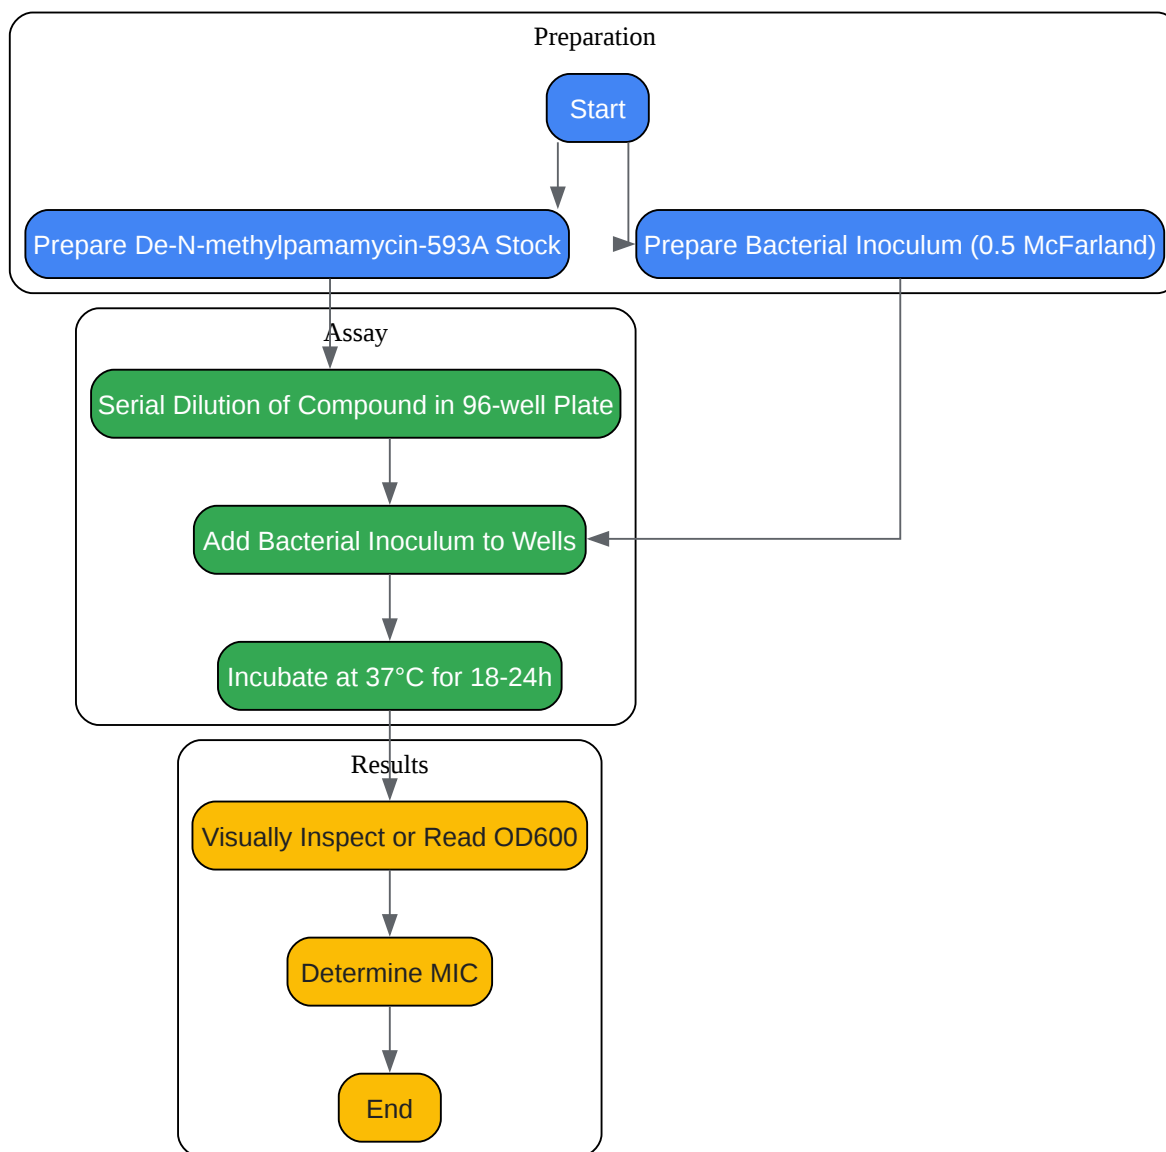 Preparation
Start
Prepare De-N-methylpamamycin-593A Stock
Prepare Bacterial Inoculum (0.5 McFarland)
Assay
Serial Dilution of Compound in 96-well Plate
Add Bacterial Inoculum to Wells
Incubate at 37°C for 18-24h
Results
Visually Inspect or Read OD600
Determine MIC
End